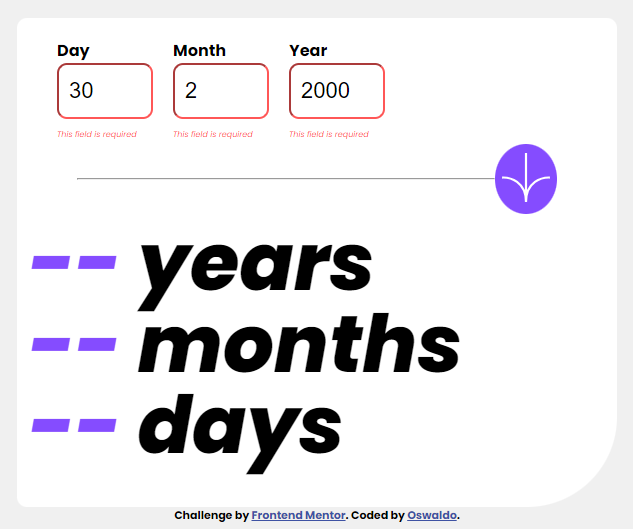 Day Month Year
30 2 2000
This field is required This field is required This field is required
-- years
-- months
-- days
Challenge by Frontend Mentor. Coded by Oswaldo.